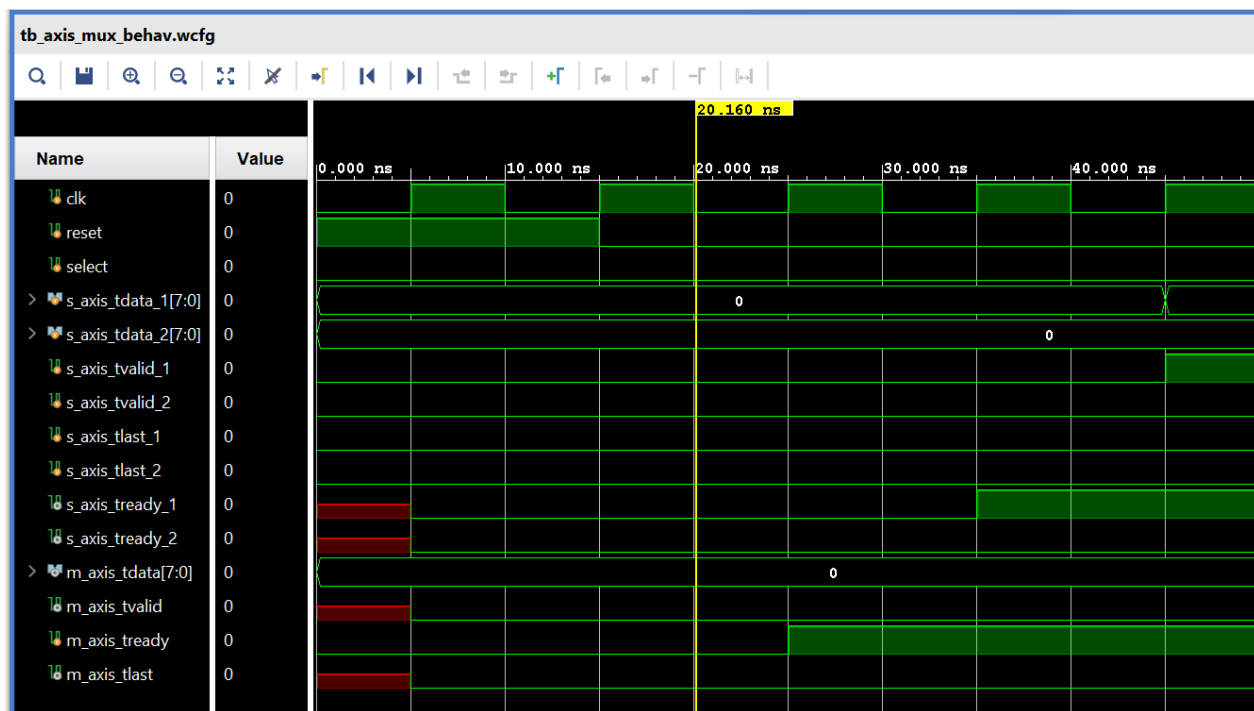 tb_axis_mux_behav.wcfg
20.160 ns
Name Value
0.000 ns 10.000 ns 20.000 ns 30.000 ns 40.000 ns
clk 0
reset 0
select 0
s_axis_tdata_1[7:0] 0 0
s_axis_tdata_2[7:0] 0 0
s_axis_tvalid_1 0
s_axis_tvalid_2 0
s_axis_tlast_1 0
s_axis_tlast_2 0
s_axis_tready_1 0
s_axis_tready_2 0
m_axis_tdata[7:0] 0 0
m_axis_tvalid 0
m_axis_tready 0
m_axis_tlast 0